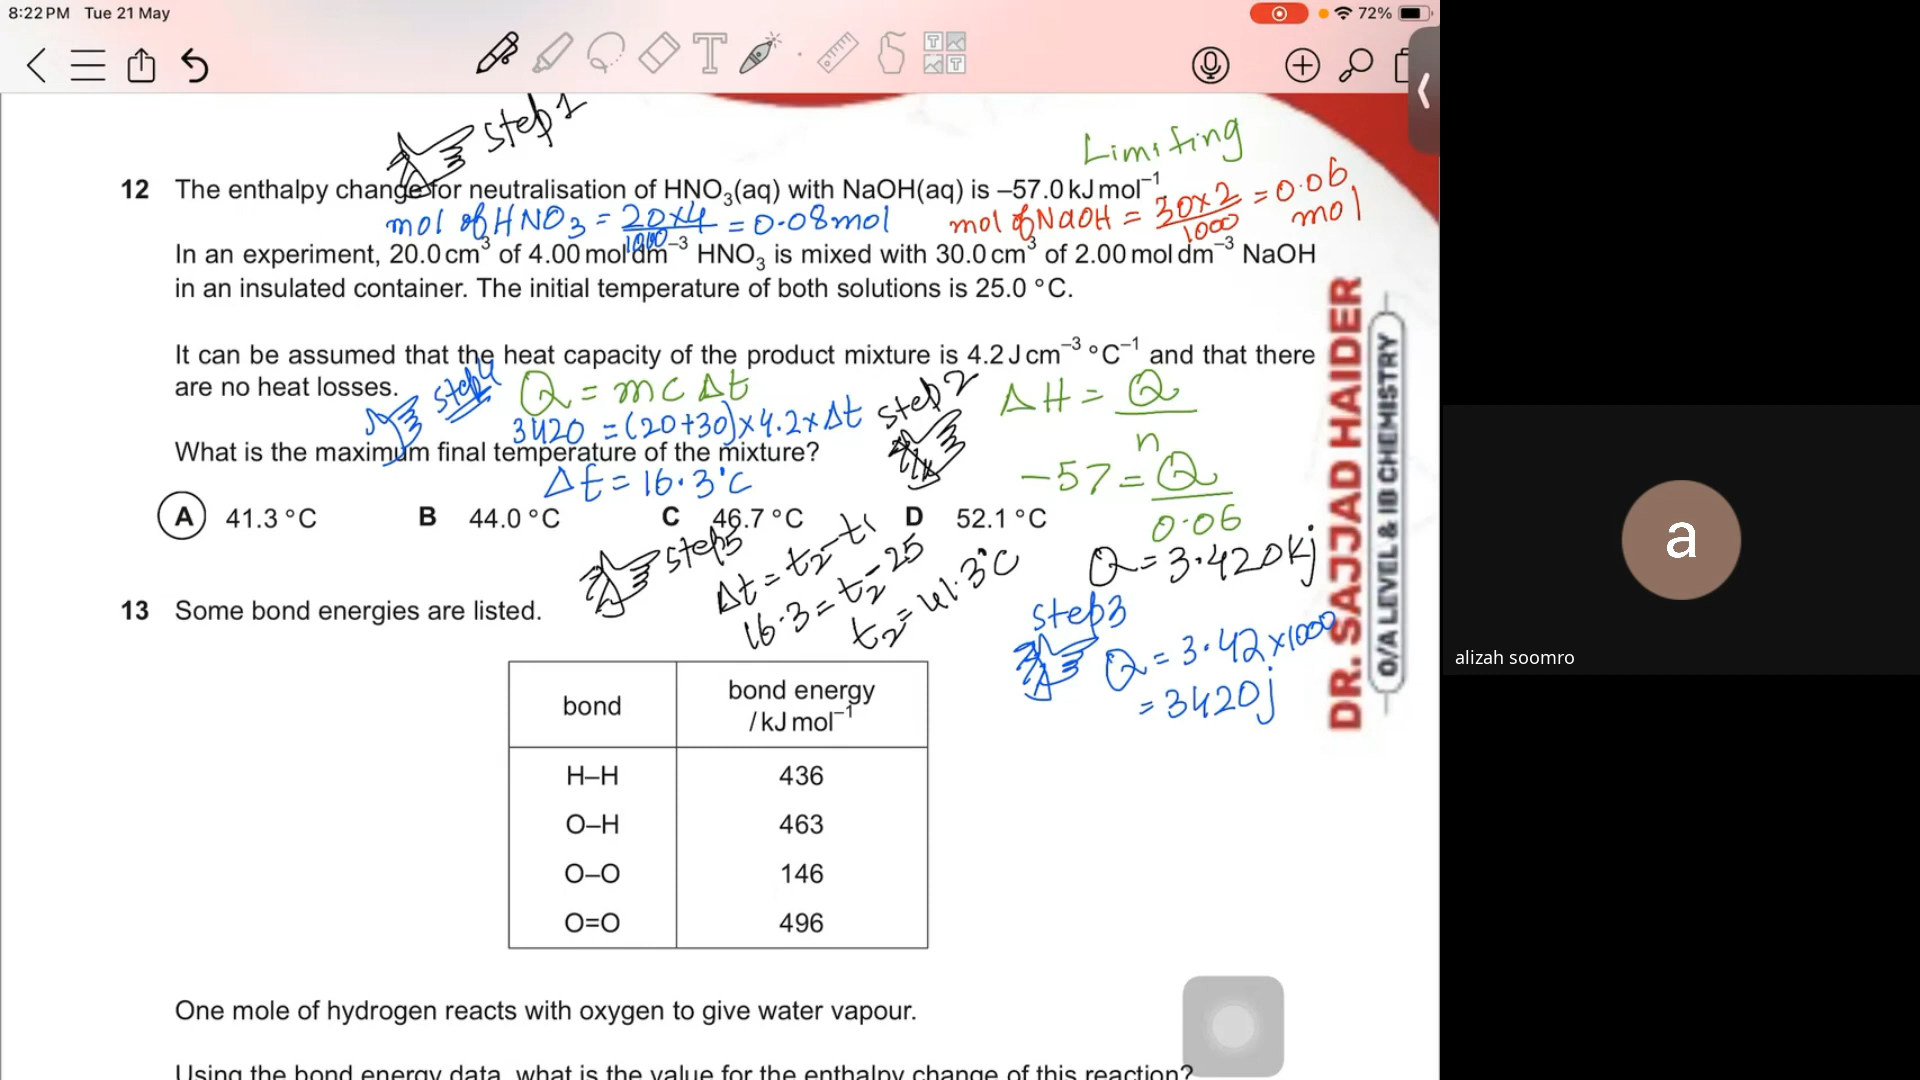 8:22 PM Tue 21 May
72%
step 1
Limiting
12 The enthalpy change for neutralisation of HNO₃(aq) with NaOH(aq) is –57.0 kJ mol⁻¹
mol of HNO₃ = 20×4/1000 = 0.08 mol
mol of NaOH = 30×2/1000 = 0.06 mol
In an experiment, 20.0 cm³ of 4.00 mol dm⁻³ HNO₃ is mixed with 30.0 cm³ of 2.00 mol dm⁻³ NaOH
in an insulated container. The initial temperature of both solutions is 25.0 °C.
It can be assumed that the heat capacity of the product mixture is 4.2 J cm⁻³ °C⁻¹ and that there
are no heat losses.
step 4
Q = mcΔt
3420 = (20+30)×4.2×Δt
step 2
ΔH = Q/n
What is the maximum final temperature of the mixture?
Δt = 16.3°C
-57 = Q/0.06
A 41.3 °C B 44.0 °C C 46.7 °C D 52.1 °C
Q = 3.420 kj
step 5
Δt = t₂-t₁
16.3 = t₂-25
t₂ = 41.3°C
step 3
Q = 3.42×1000
= 3420 j
13 Some bond energies are listed.
bond bond energy
/ kJ mol⁻¹
H–H 436
O–H 463
O–O 146
O=O 496
One mole of hydrogen reacts with oxygen to give water vapour.
Using the bond energy data, what is the value for the enthalpy change of this reaction?
DR. SAJJAD HAIDER
O/A LEVEL & IB CHEMISTRY
a
alizah soomro